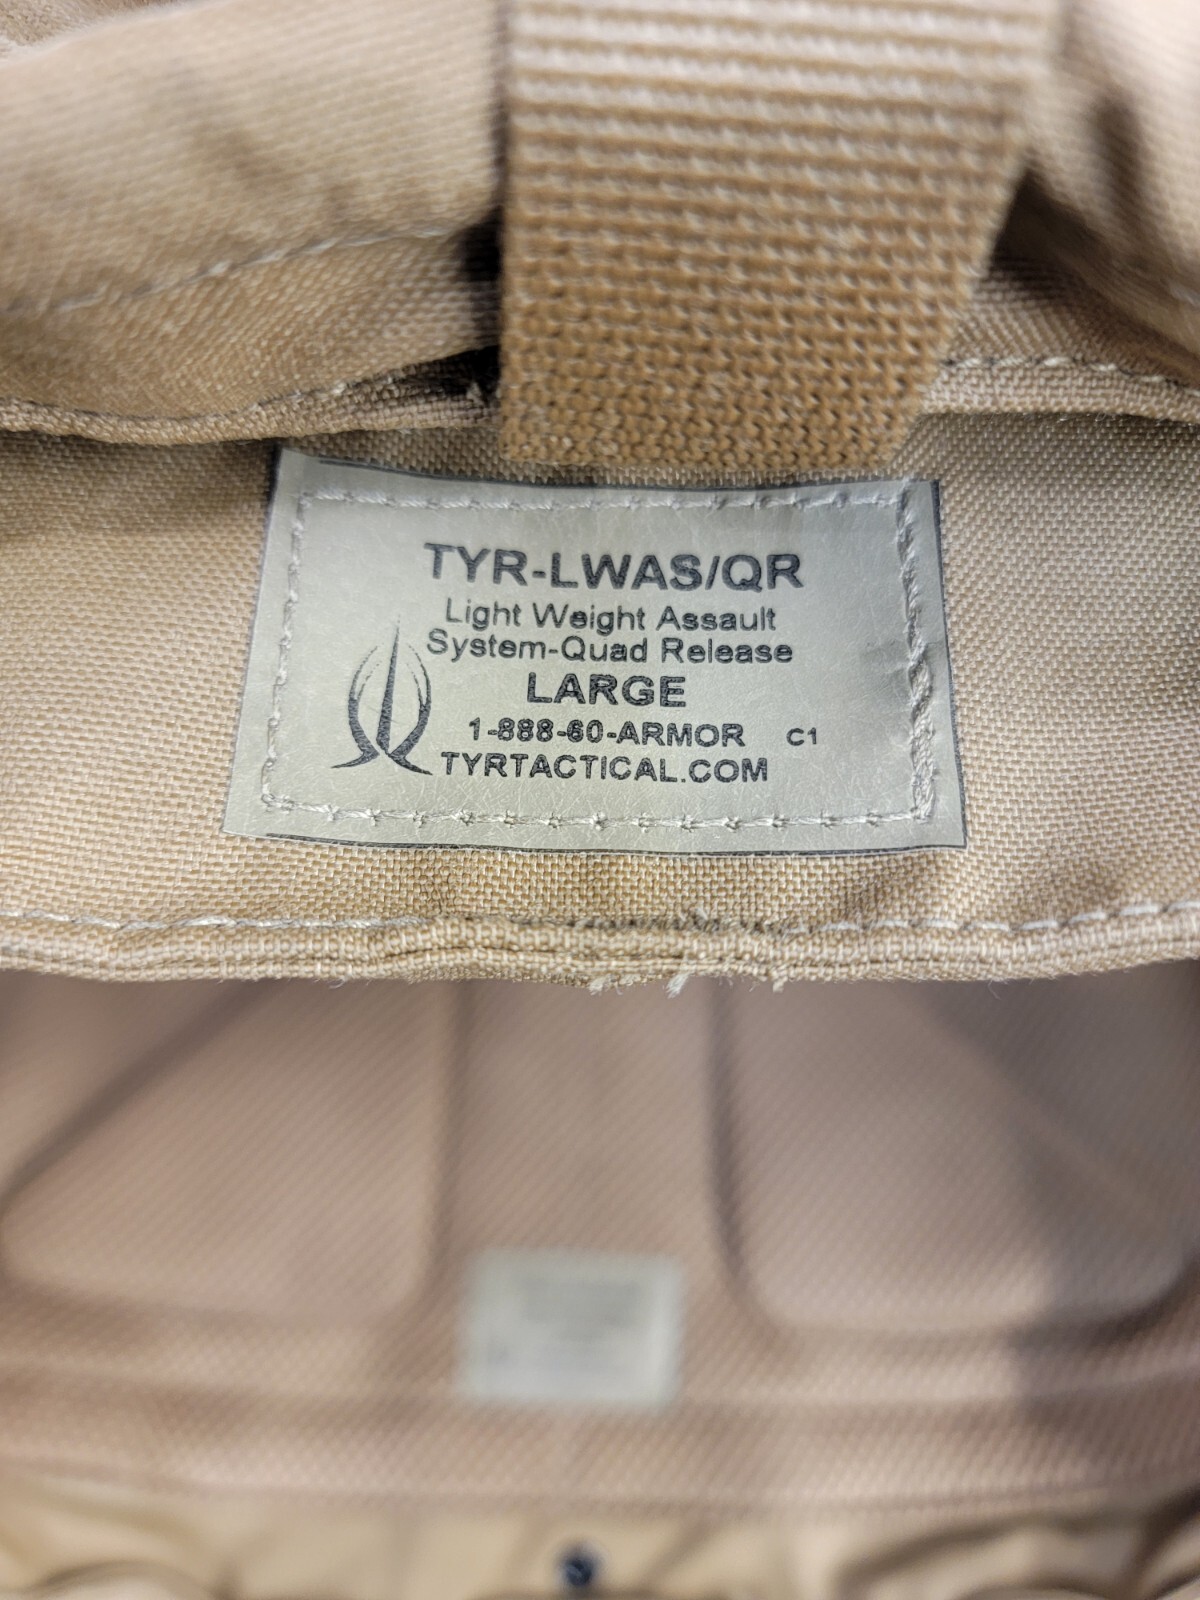 TYR-LWAS/QR
Light Weight Assault
System-Quad Release
LARGE
1-888-60-ARMOR C1
TYRTACTICAL.COM